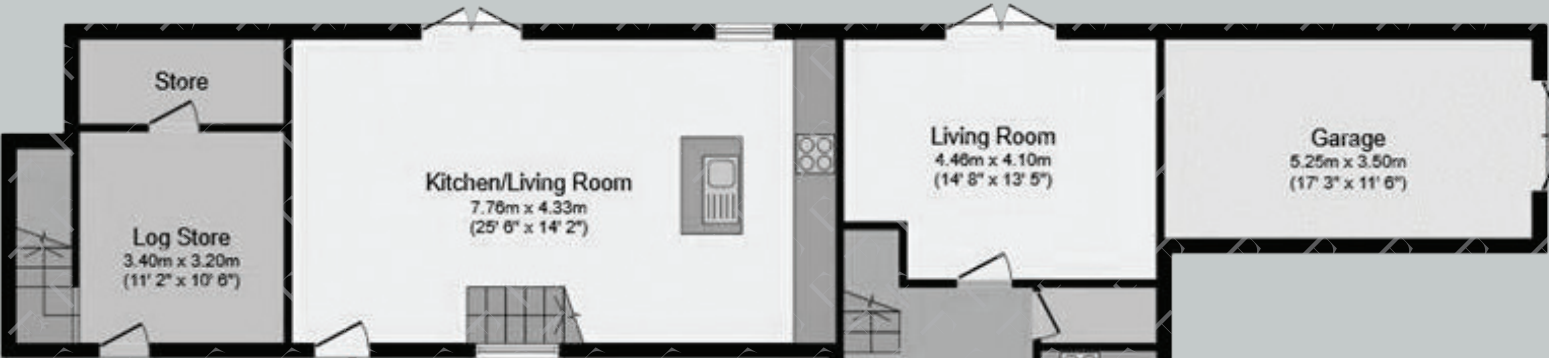 Store
Log Store
3.40m x 3.20m
(11' 2" x 10' 6")
Kitchen/Living Room
7.76m x 4.33m
(25' 6" x 14' 2")
Living Room
4.46m x 4.10m
(14' 8" x 13' 5")
Garage
5.25m x 3.50m
(17' 3" x 11' 6")